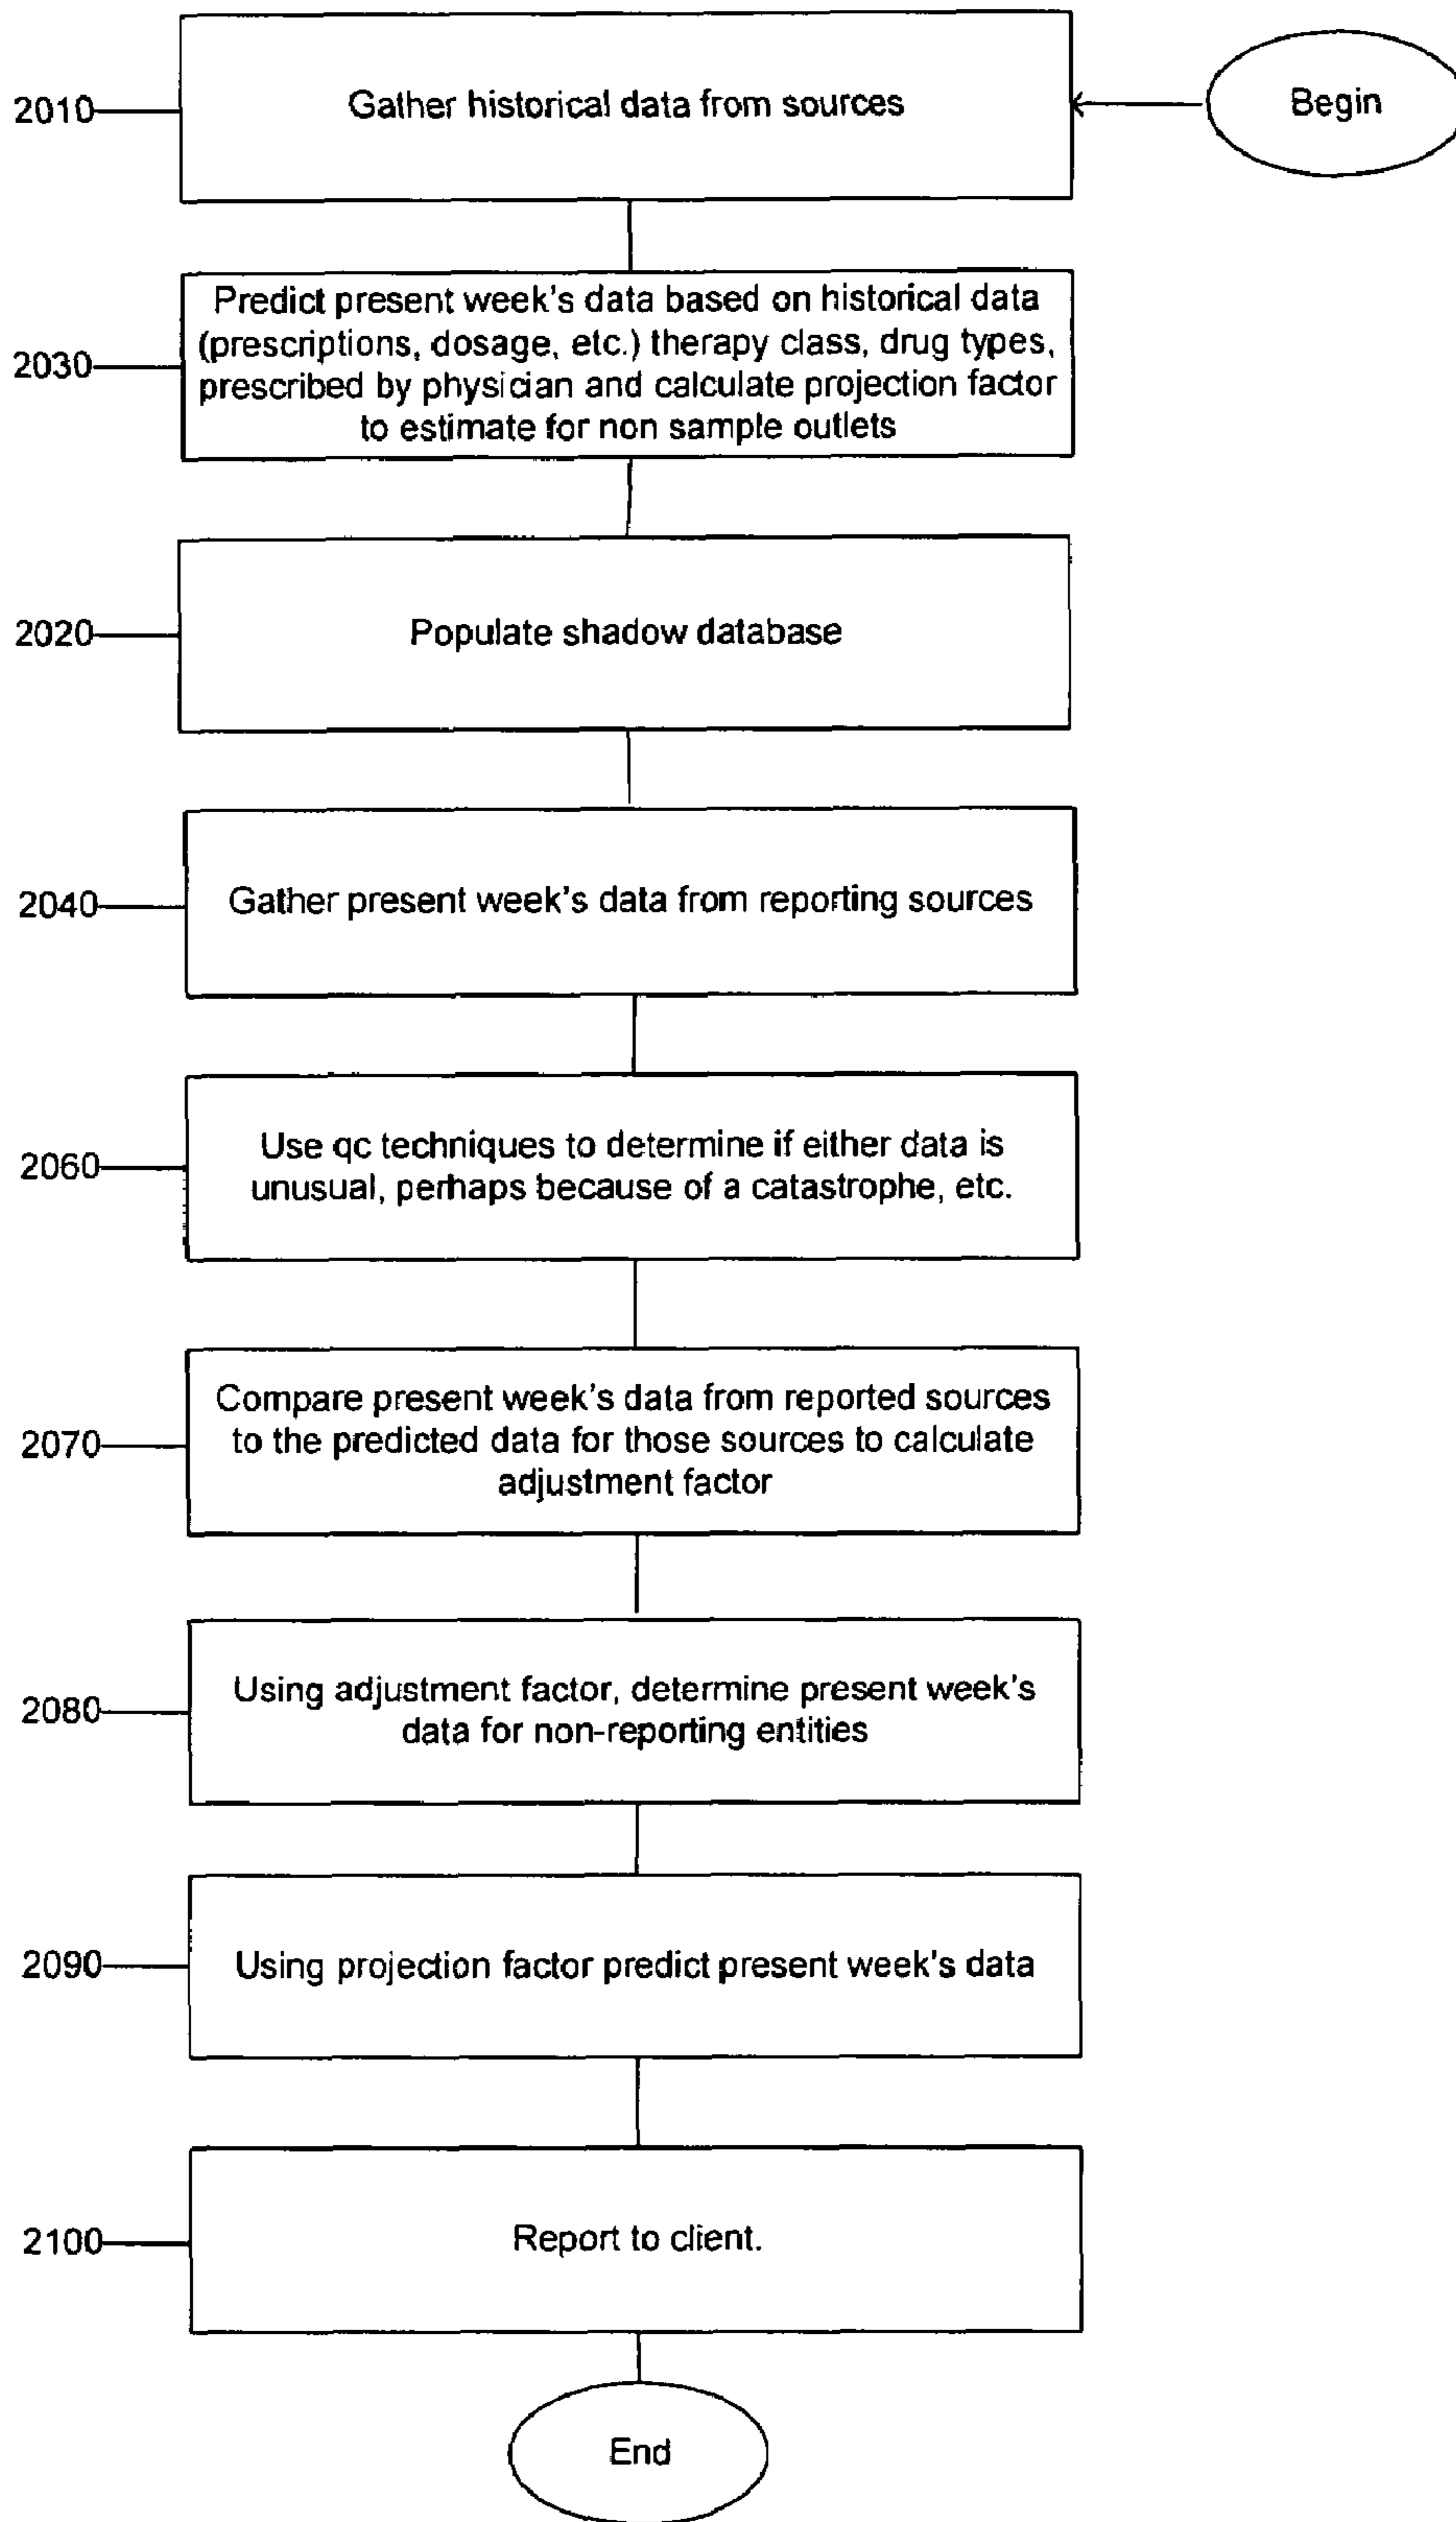 Begin
2010
Gather historical data from sources
2030
Predict present week's data based on historical data
(prescriptions, dosage, etc.) therapy class, drug types,
prescribed by physician and calculate projection factor
to estimate for non sample outlets
2020
Populate shadow database
2040
Gather present week's data from reporting sources
2060
Use qc techniques to determine if either data is
unusual, perhaps because of a catastrophe, etc.
2070
Compare present week's data from reported sources
to the predicted data for those sources to calculate
adjustment factor
2080
Using adjustment factor, determine present week's
data for non-reporting entities
2090
Using projection factor predict present week's data
2100
Report to client.
End